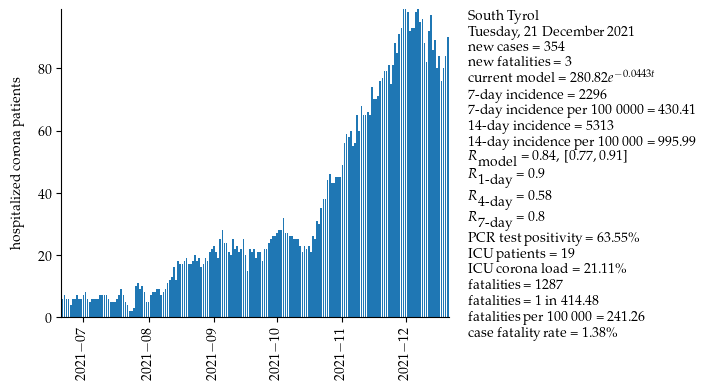 hospitalized corona patients
80
60
40
20
0
2021−07
2021−08
2021−09
2021−10
2021−11
2021−12
South Tyrol
Tuesday, 21 December 2021
new cases = 354
new fatalities = 3
current model = 280.82e^−0.0443t
7-day incidence = 2296
7-day incidence per 100 0000 = 430.41
14-day incidence = 5313
14-day incidence per 100 000 = 995.99
R_model = 0.84, [0.77, 0.91]
R_1-day = 0.9
R_4-day = 0.58
R_7-day = 0.8
PCR test positivity = 63.55%
ICU patients = 19
ICU corona load = 21.11%
fatalities = 1287
fatalities = 1 in 414.48
fatalities per 100 000 = 241.26
case fatality rate = 1.38%